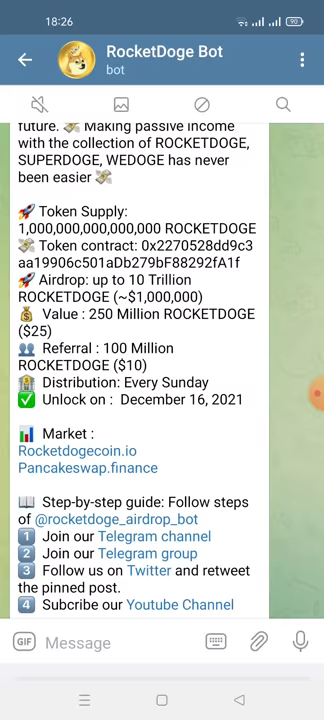 18:26
90
RocketDoge Bot
bot
future. 💸 Making passive income
with the collection of ROCKETDOGE,
SUPERDOGE, WEDOGE has never
been easier 💸
🚀 Token Supply:
1,000,000,000,000,000 ROCKETDOGE
💸 Token contract: 0x2270528dd9c3
aa19906c501aDb279bF88292fA1f
🚀 Airdrop: up to 10 Trillion
ROCKETDOGE (~$1,000,000)
💰 Value : 250 Million ROCKETDOGE
($25)
👥 Referral : 100 Million
ROCKETDOGE ($10)
🏦 Distribution: Every Sunday
✅ Unlock on : December 16, 2021
📊 Market :
Rocketdogecoin.io
Pancakeswap.finance
📖 Step-by-step guide: Follow steps
of @rocketdoge_airdrop_bot
1️⃣ Join our Telegram channel
2️⃣ Join our Telegram group
3️⃣ Follow us on Twitter and retweet
the pinned post.
4️⃣ Subcribe our Youtube Channel
GIF Message